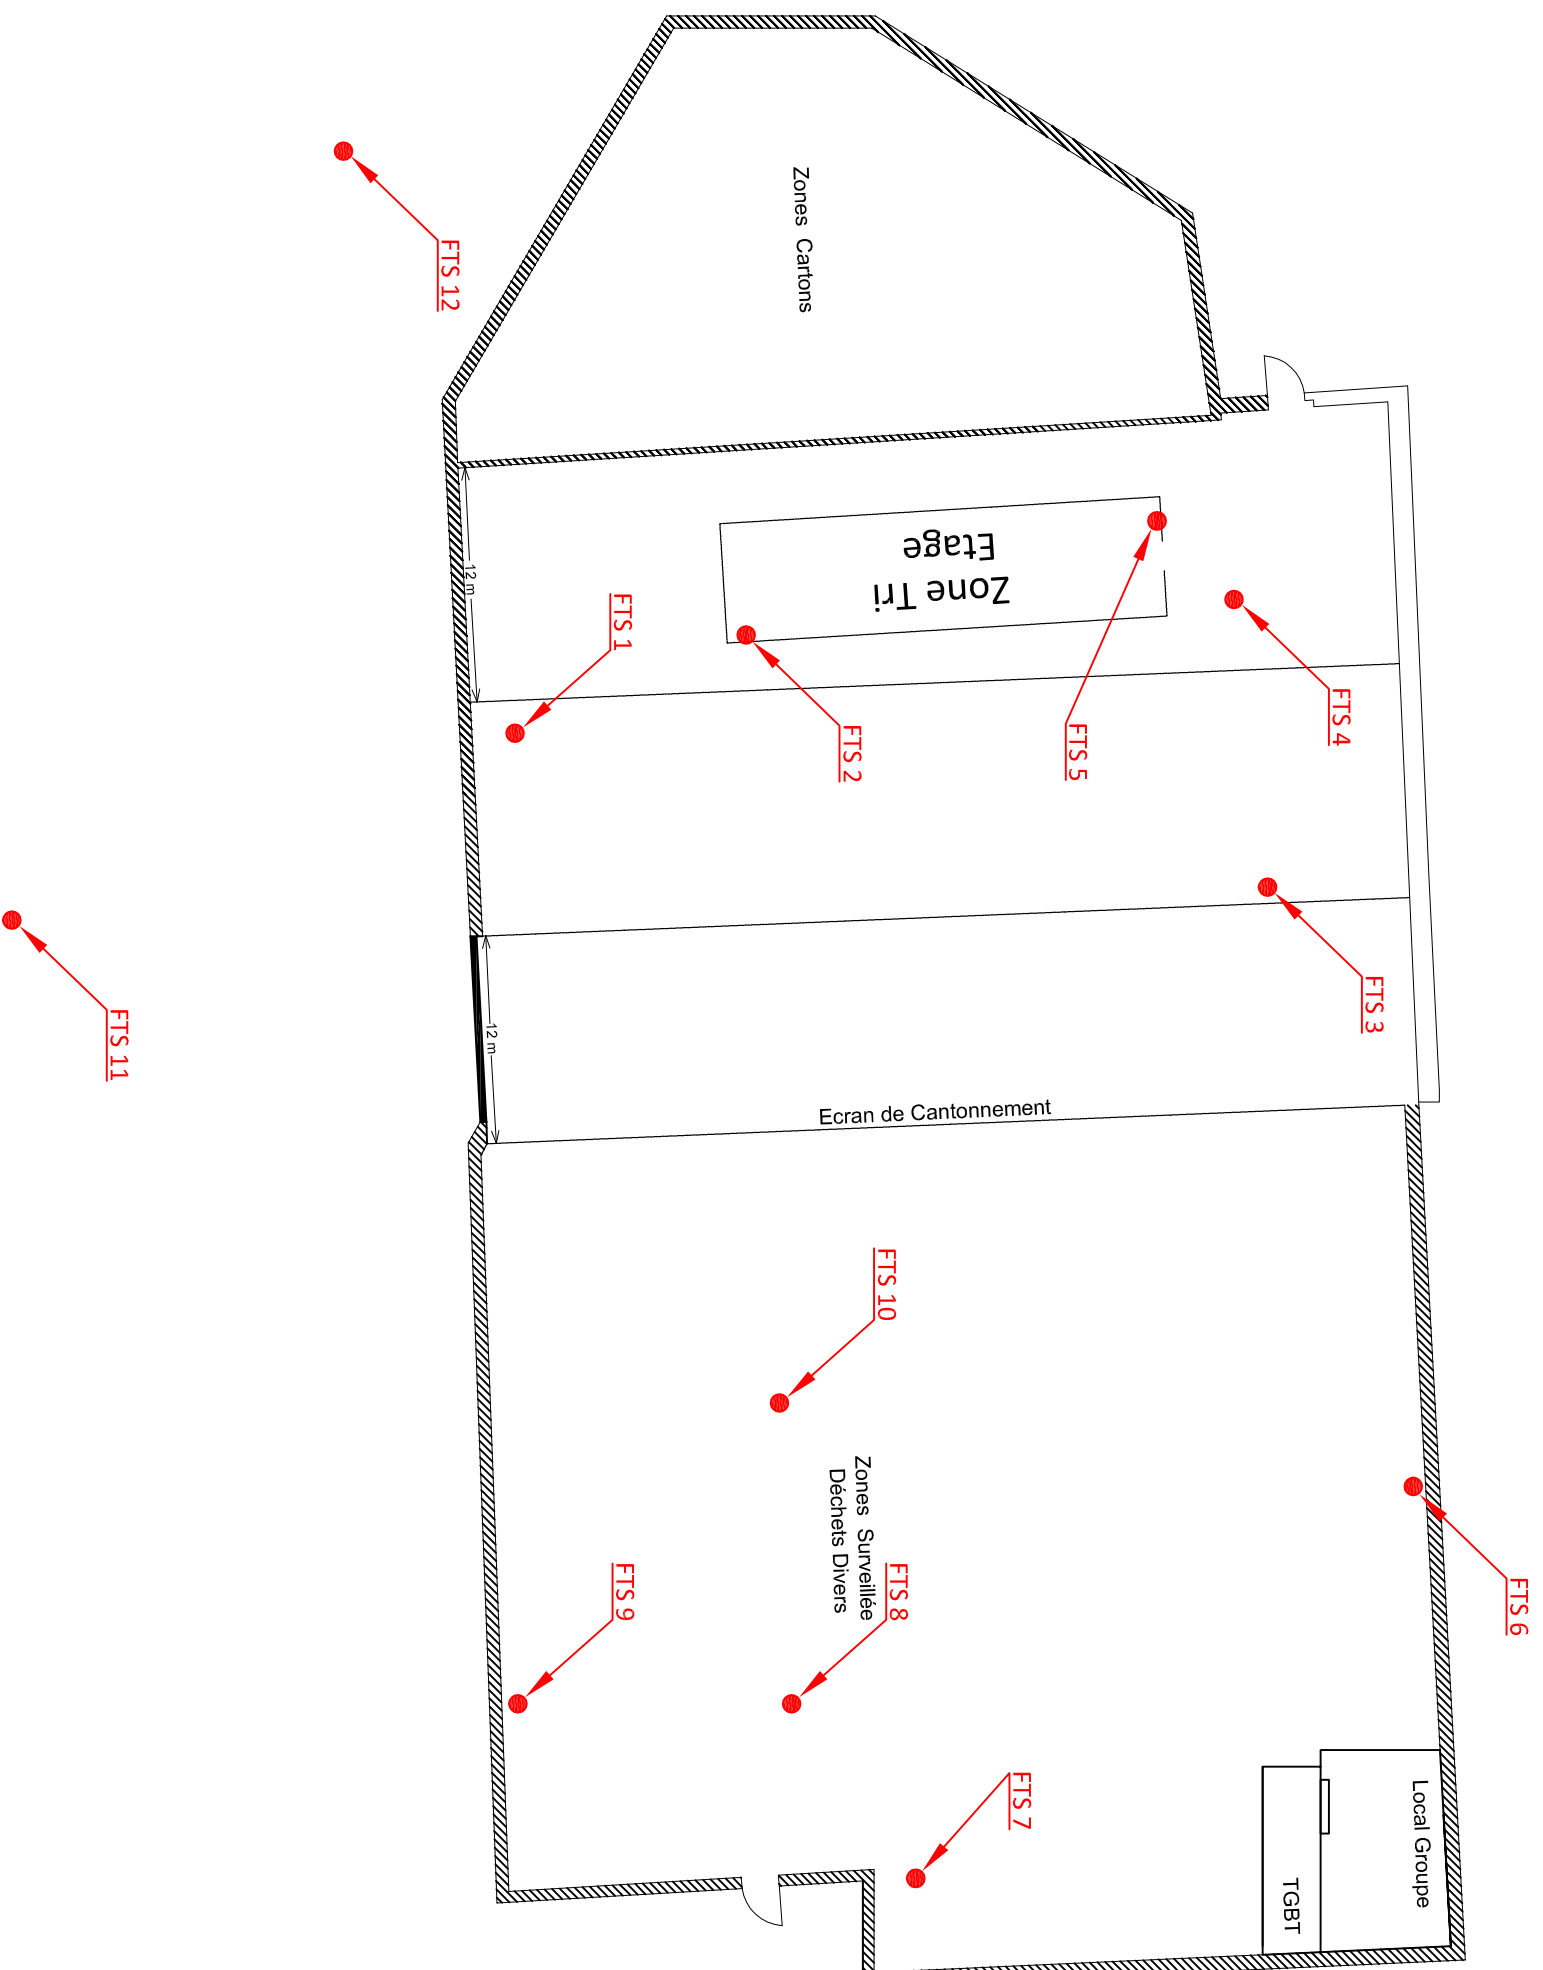 FTS 12
Zones Cartons
Zone Tri
Etage
12 m
FTS 1
FTS 2
FTS 5
FTS 4
FTS 3
FTS 11
12 m
Ecran de Cantonnement
FTS 10
Zones Surveillée
Déchets Divers
FTS 8
FTS 9
FTS 6
FTS 7
Local Groupe
TGBT